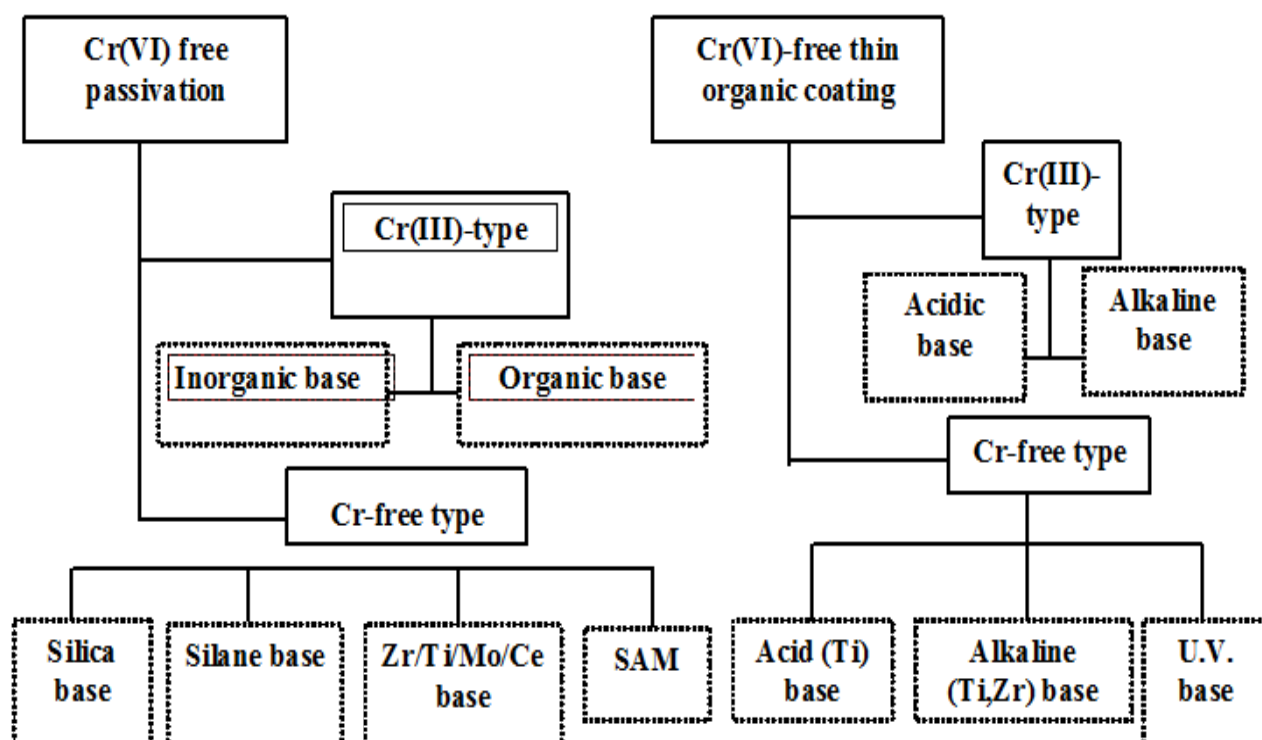 Cr(VI) free
passivation
Cr(III)-type
Inorganic base
Organic base
Cr-free type
Silica
base
Silane base
Zr/Ti/Mo/Ce
base
SAM
Cr(VI)-free thin
organic coating
Cr(III)-
type
Acidic
base
Alkaline
base
Cr-free type
Acid (Ti)
base
Alkaline
(Ti,Zr) base
U.V.
base